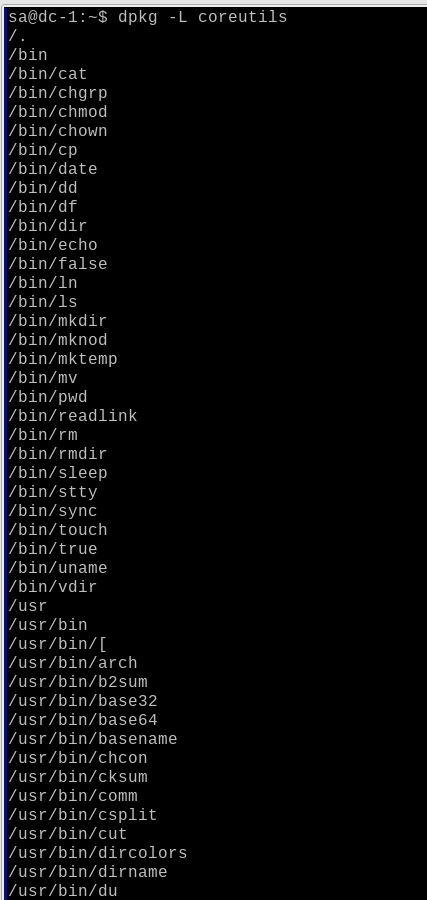 sa@dc-1:~$ dpkg -L coreutils
/.
/bin
/bin/cat
/bin/chgrp
/bin/chmod
/bin/chown
/bin/cp
/bin/date
/bin/dd
/bin/df
/bin/dir
/bin/echo
/bin/false
/bin/ln
/bin/ls
/bin/mkdir
/bin/mknod
/bin/mktemp
/bin/mv
/bin/pwd
/bin/readlink
/bin/rm
/bin/rmdir
/bin/sleep
/bin/stty
/bin/sync
/bin/touch
/bin/true
/bin/uname
/bin/vdir
/usr
/usr/bin
/usr/bin/[
/usr/bin/arch
/usr/bin/b2sum
/usr/bin/base32
/usr/bin/base64
/usr/bin/basename
/usr/bin/chcon
/usr/bin/cksum
/usr/bin/comm
/usr/bin/csplit
/usr/bin/cut
/usr/bin/dircolors
/usr/bin/dirname
/usr/bin/du